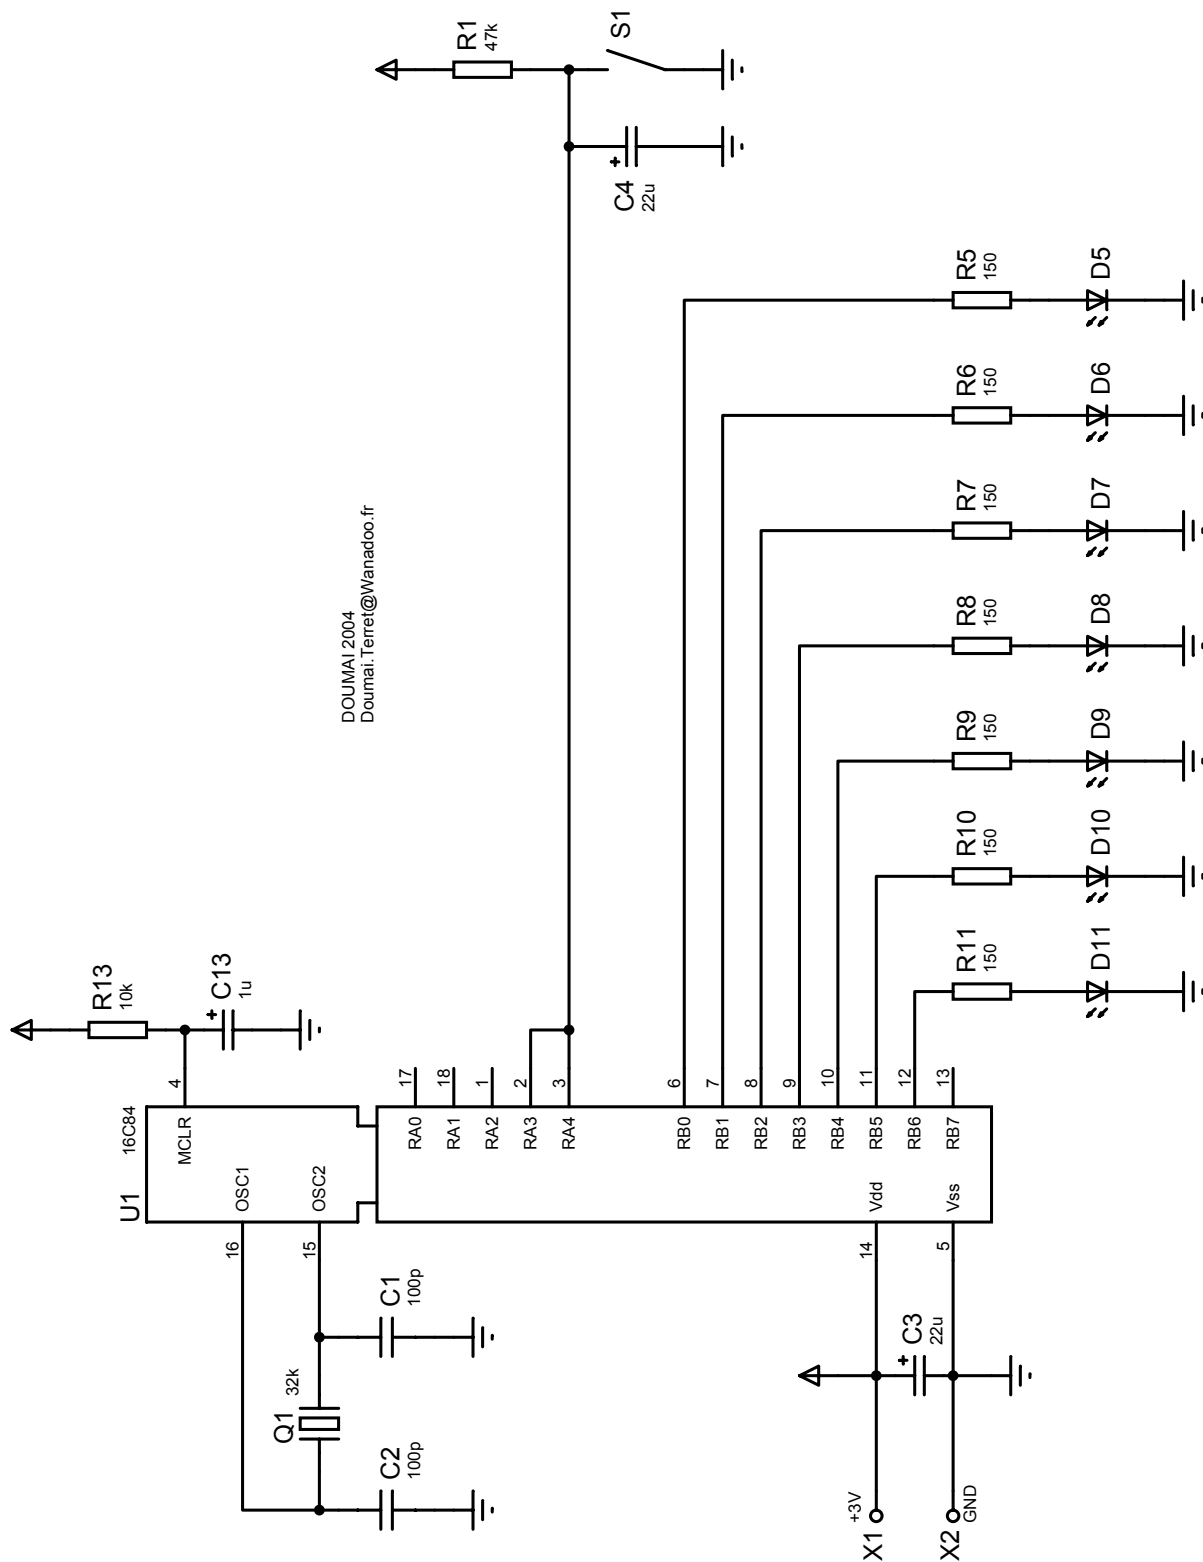 R1
47k
S1
C4
22u
R5
150
D5
R6
150
D6
R7
150
D7
R8
150
D8
R9
150
D9
R10
150
D10
R11
150
D11
DOUMAI 2004
Doumai.Terret@Wanadoo.fr
R13
10k
C13
1u
U1
16C84
4
MCLR
OSC1
16
OSC2
15
RA0
17
RA1
18
RA2
1
RA3
2
RA4
3
RB0
6
RB1
7
RB2
8
RB3
9
RB4
10
RB5
11
RB6
12
RB7
13
Vdd
14
Vss
5
Q1
32k
C1
100p
C2
100p
C3
22u
X1
+3V
X2
GND